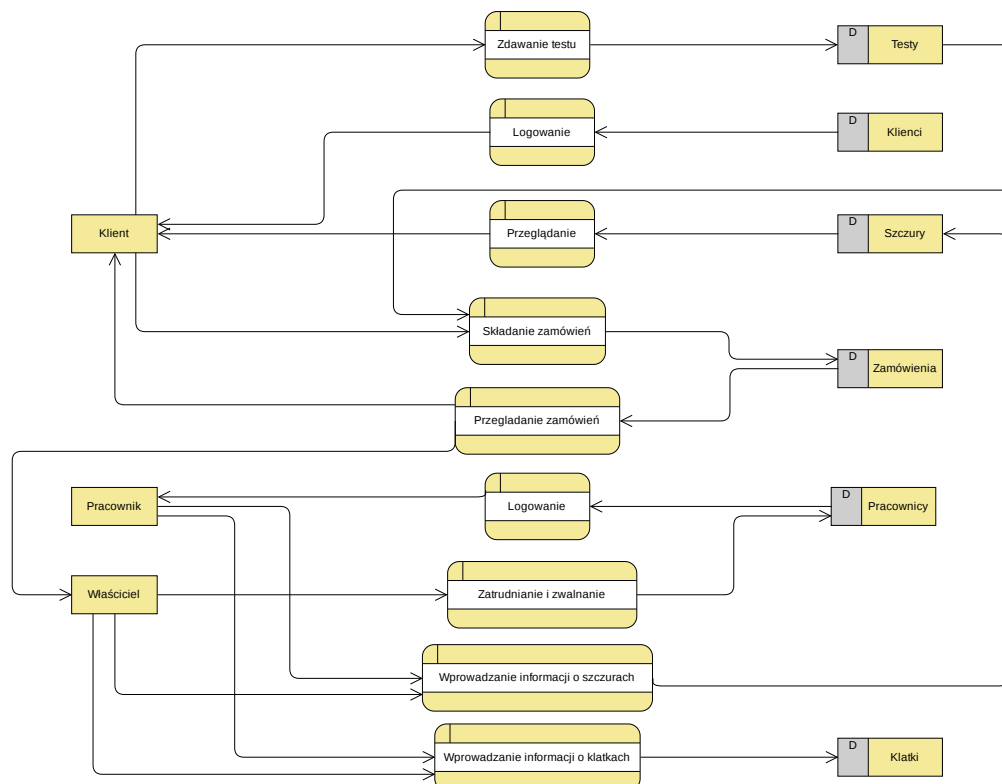 Zdawanie testu
D
Testy
Logowanie
D
Klienci
Klient
Przeglądanie
D
Szczury
Składanie zamówień
D
Zamówienia
Przegladanie zamówień
Pracownik
Logowanie
D
Pracownicy
Właściciel
Zatrudnianie i zwalnanie
Wprowadzanie informacji o szczurach
Wprowadzanie informacji o klatkach
D
Klatki